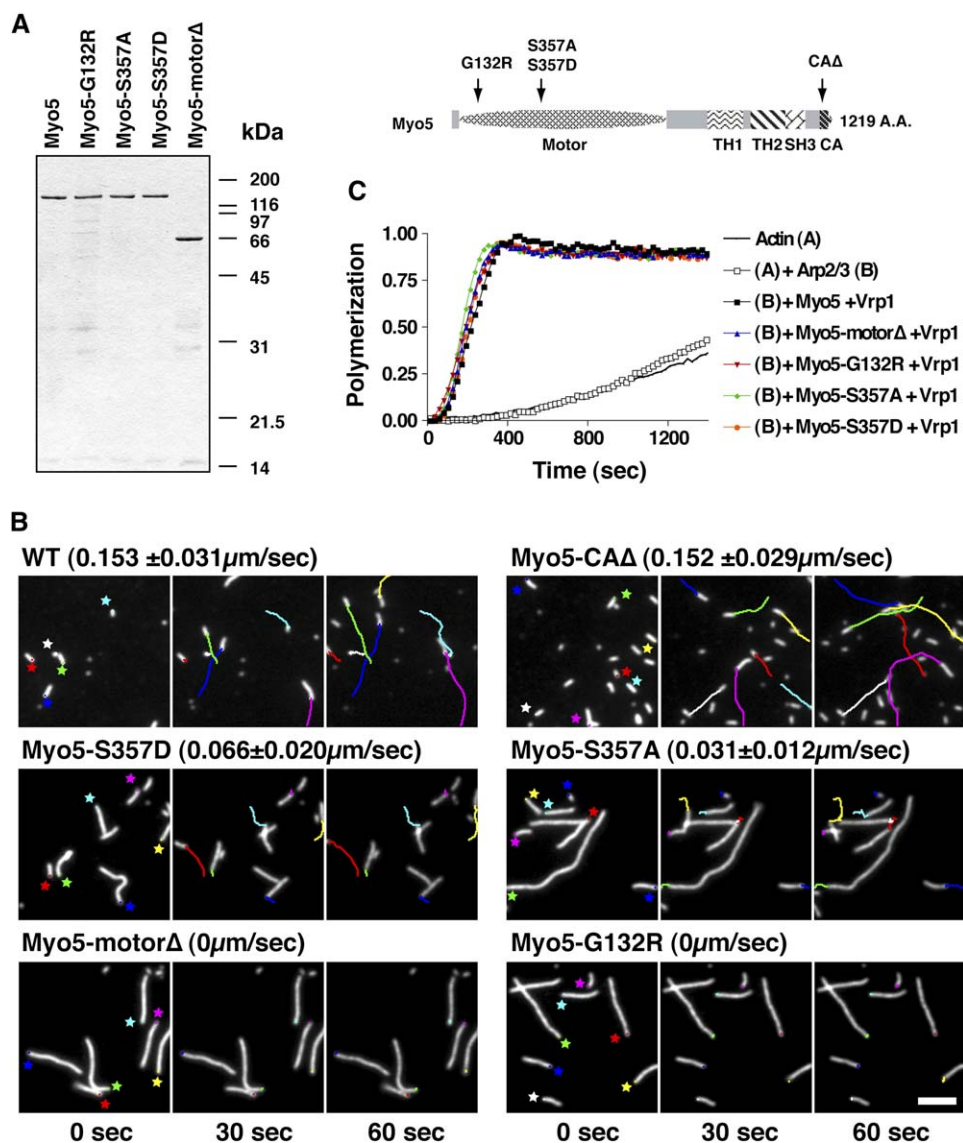 A
Myo5
Myo5-G132R
Myo5-S357A
Myo5-S357D
Myo5-motorΔ
kDa
200
116
97
66
45
31
21.5
14
S357A
G132R S357D CAΔ
Myo5 1219 A.A.
Motor TH1 TH2 SH3 CA
C
Polymerization
1.00
0.75
0.50
0.25
0.00
0 400 800 1200
Time (sec)
Actin (A)
(A) + Arp2/3 (B)
(B) + Myo5 +Vrp1
(B) + Myo5-motorΔ +Vrp1
(B) + Myo5-G132R +Vrp1
(B) + Myo5-S357A +Vrp1
(B) + Myo5-S357D +Vrp1
B
WT (0.153 ±0.031µm/sec) Myo5-CAΔ (0.152 ±0.029µm/sec)
Myo5-S357D (0.066±0.020µm/sec) Myo5-S357A (0.031±0.012µm/sec)
Myo5-motorΔ (0µm/sec) Myo5-G132R (0µm/sec)
0 sec 30 sec 60 sec 0 sec 30 sec 60 sec